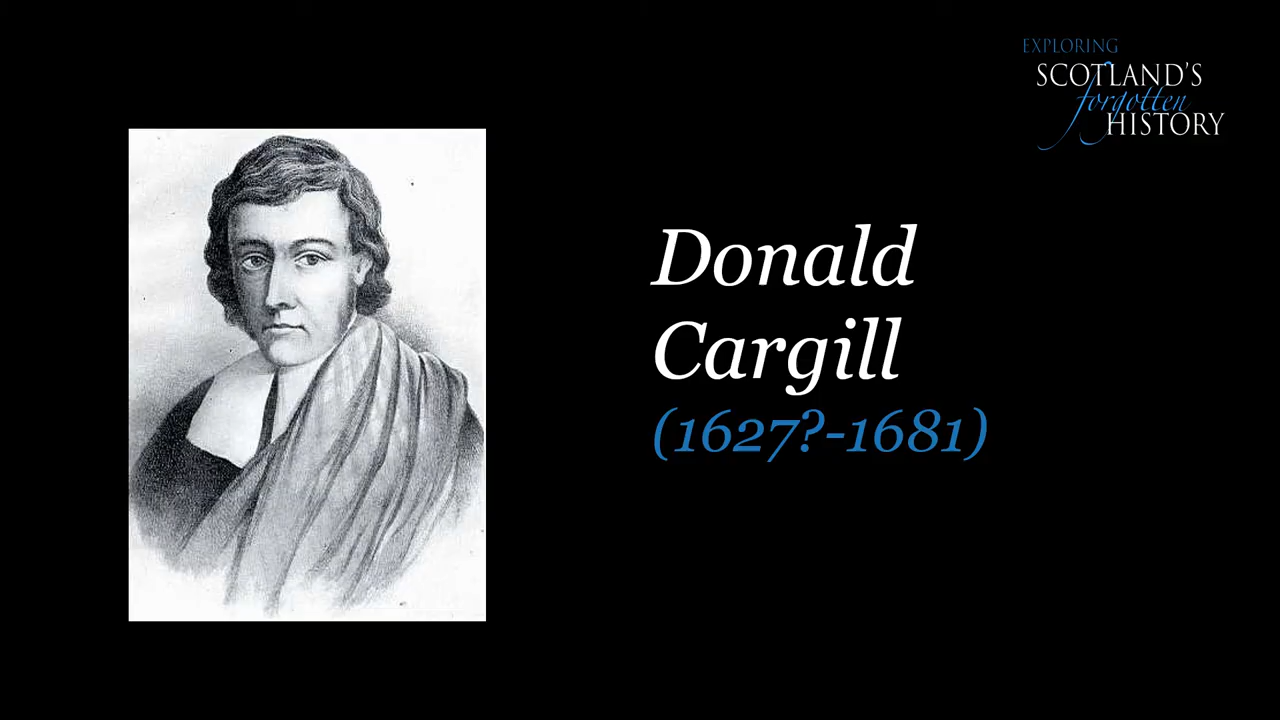 EXPLORING
SCOTLAND'S
forgotten
HISTORY
Donald
Cargill
(1627?-1681)